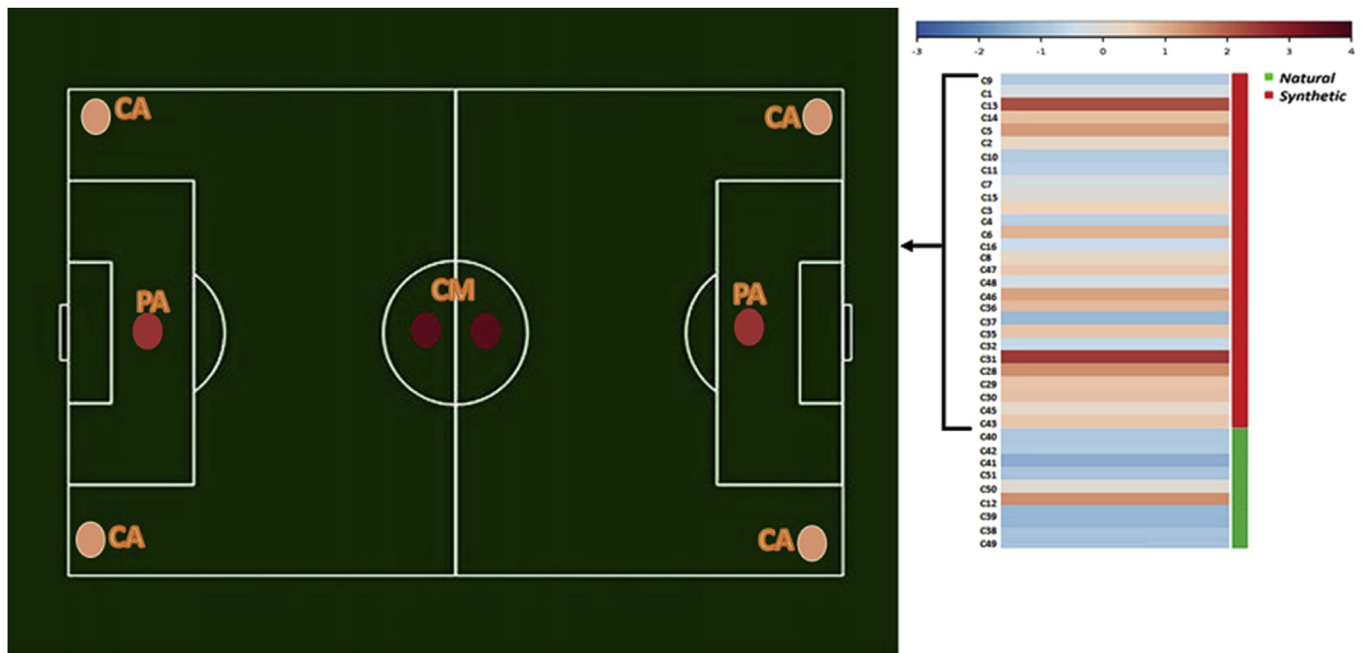 CA
CA
PA
CM
PA
CA
CA
-3 -2 -1 0 1 2 3 4
Natural
Synthetic
C9
C1
C13
C14
C5
C2
C10
C11
C7
C15
C3
C4
C6
C16
C8
C47
C48
C46
C36
C37
C35
C32
C31
C28
C29
C30
C45
C43
C40
C42
C41
C51
C50
C12
C39
C38
C49